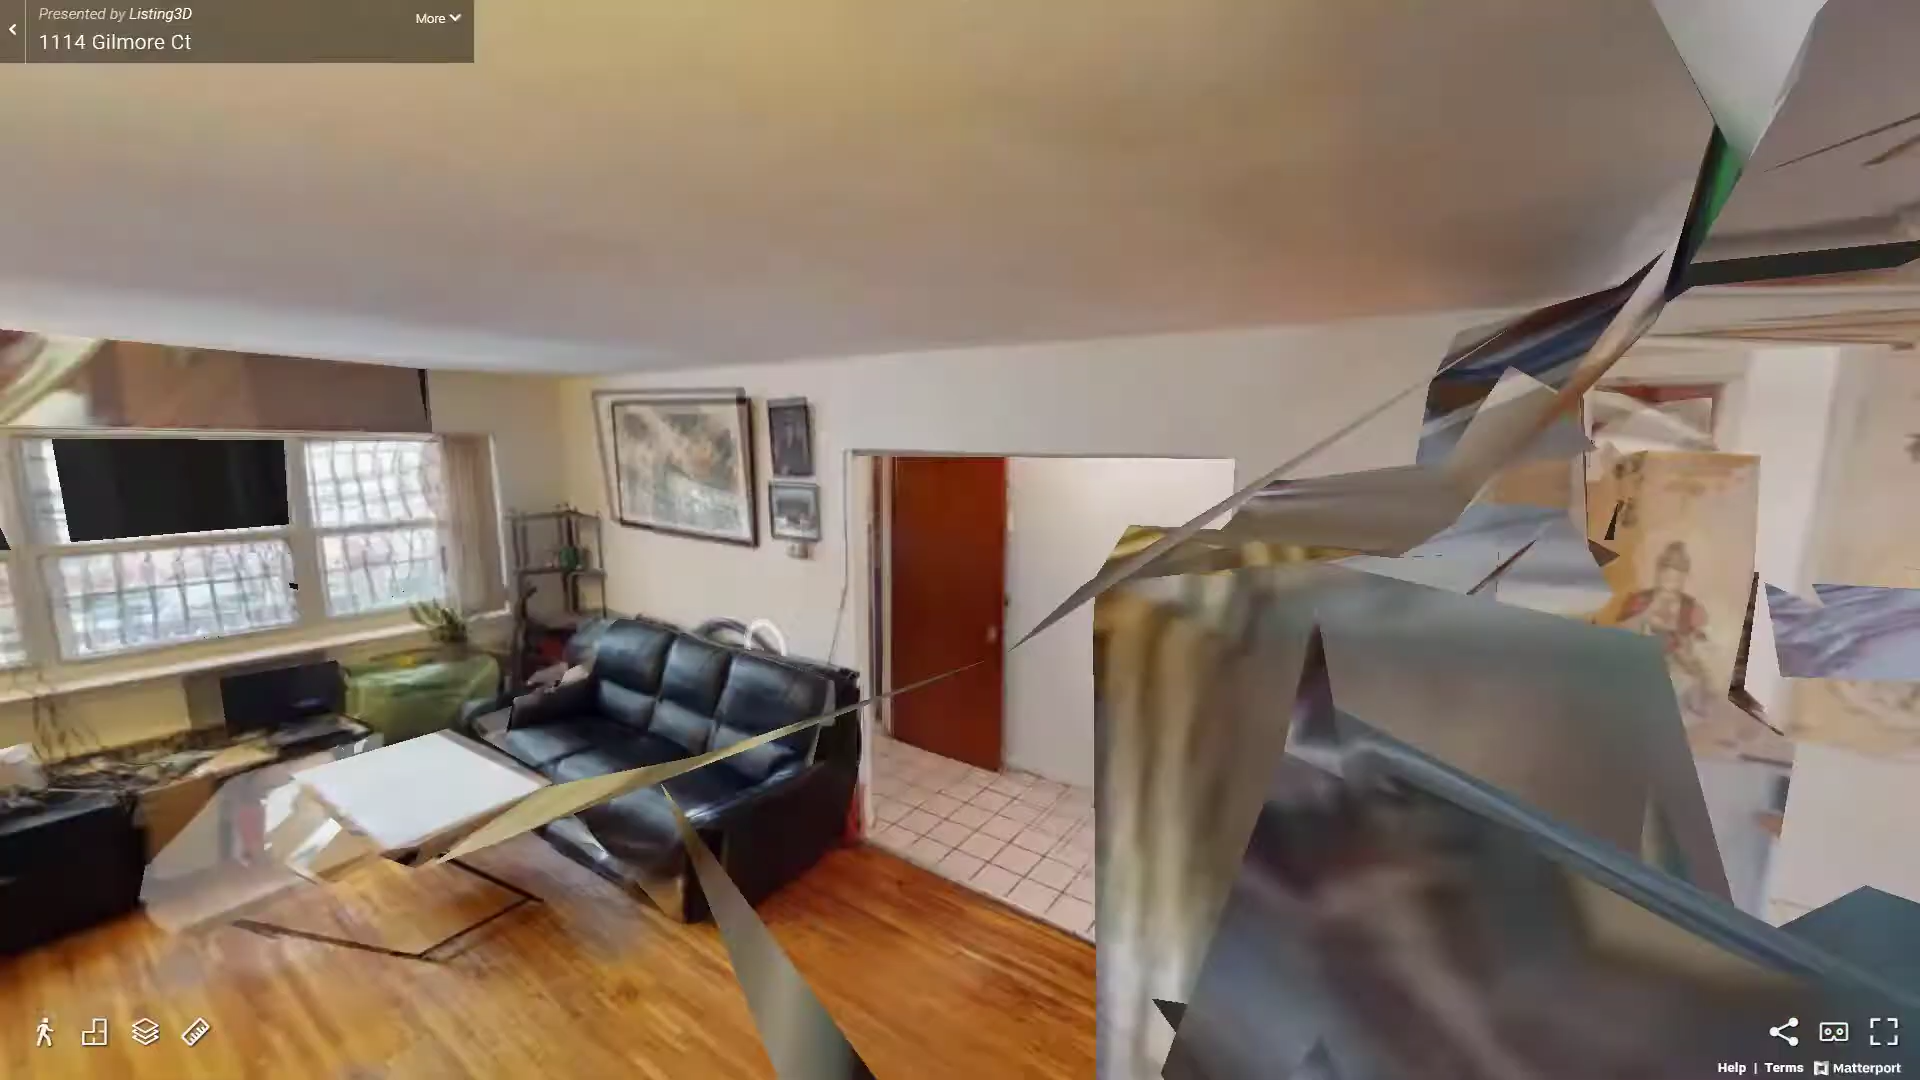 Presented by Listing3D
More
1114 Gilmore Ct
Help | Terms Matterport